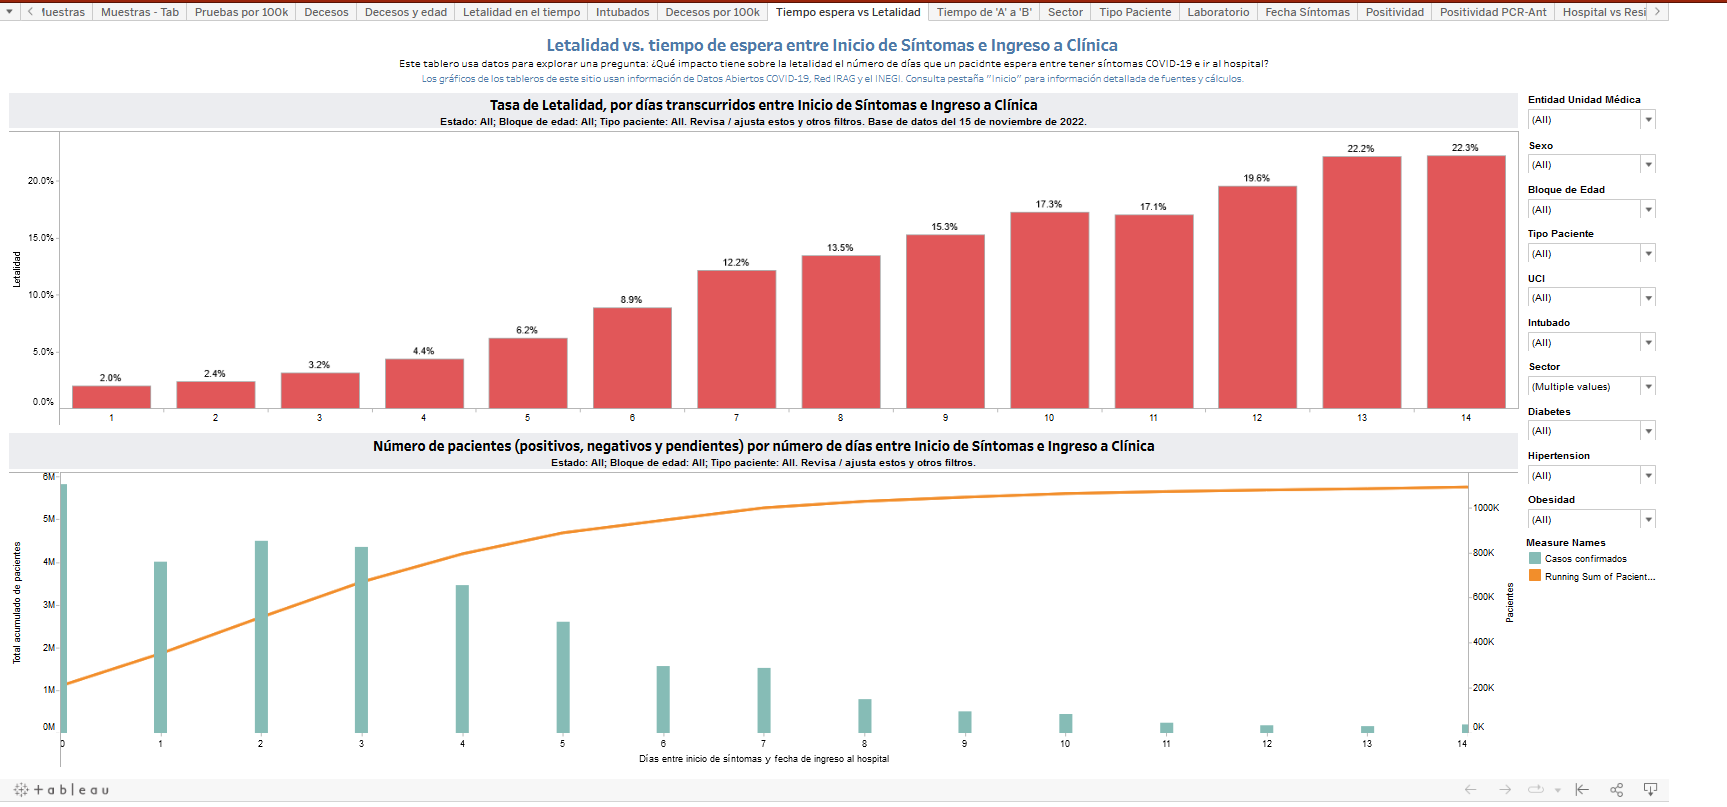 Muestras - Tab
Pruebas por 100k
Decesos
Decesos y edad
Letalidad en el tiempo
Intubados
Decesos por 100k
Tiempo espera vs Letalidad
Tiempo de 'A' a 'B'
Sector
Tipo Paciente
Laboratorio
Fecha Síntomas
Positividad
Positividad PCR-Ant
Hospital vs Resi
Letalidad vs. tiempo de espera entre Inicio de Síntomas e Ingreso a Clínica
Este tablero usa datos para explorar una pregunta: ¿Qué impacto tiene sobre la letalidad el número de días que un pacidnte espera entre tener síntomas COVID-19 e ir al hospital?
Los gráficos de los tableros de este sitio usan información de Datos Abiertos COVID-19, Red IRAG y el INEGI. Consulta pestaña "Inicio" para información detallada de fuentes y cálculos.
Tasa de Letalidad, por días transcurridos entre Inicio de Síntomas e Ingreso a Clínica
Estado: All; Bloque de edad: All; Tipo paciente: All. Revisa / ajusta estos y otros filtros. Base de datos del 15 de noviembre de 2022.
Letalidad
20.0%
15.0%
10.0%
5.0%
0.0%
2.0%
2.4%
3.2%
4.4%
6.2%
8.9%
12.2%
13.5%
15.3%
17.3%
17.1%
19.6%
22.2%
22.3%
1
2
3
4
5
6
7
8
9
10
11
12
13
14
Número de pacientes (positivos, negativos y pendientes) por número de días entre Inicio de Síntomas e Ingreso a Clínica
Estado: All; Bloque de edad: All; Tipo paciente: All. Revisa / ajusta estos y otros filtros.
Total acumulado de pacientes
6M
5M
4M
3M
2M
1M
0M
1000K
800K
600K
400K
200K
0K
Pacientes
0
1
2
3
4
5
6
7
8
9
10
11
12
13
14
Días entre inicio de síntomas y fecha de ingreso al hospital
Entidad Unidad Médica
(All)
Sexo
(All)
Bloque de Edad
(All)
Tipo Paciente
(All)
UCI
(All)
Intubado
(All)
Sector
(Multiple values)
Diabetes
(All)
Hipertension
(All)
Obesidad
(All)
Measure Names
Casos confirmados
Running Sum of Pacient...
+ a b l e a u